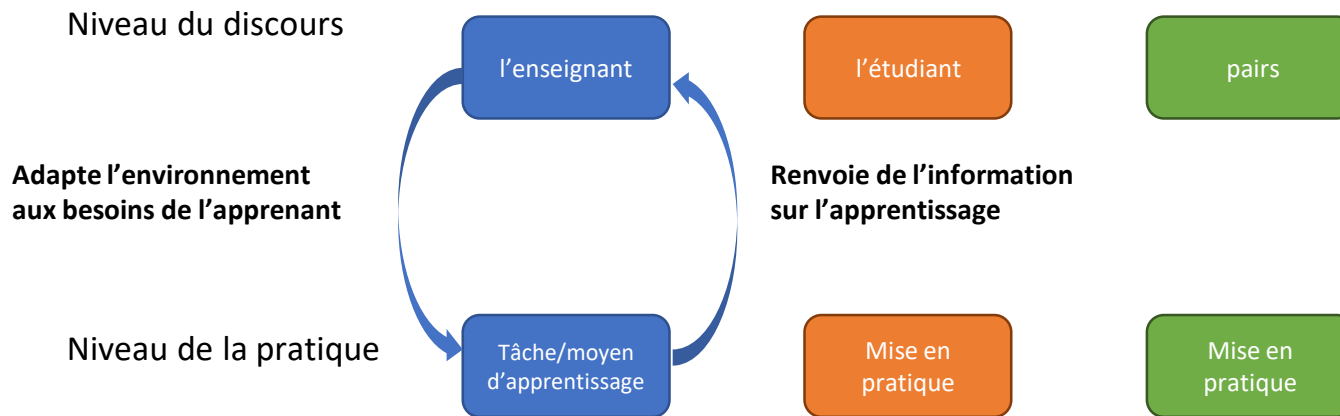 Niveau du discours
l’enseignant
l’étudiant
pairs
Adapte l’environnement
aux besoins de l’apprenant
Renvoie de l’information
sur l’apprentissage
Niveau de la pratique
Tâche/moyen
d’apprentissage
Mise en
pratique
Mise en
pratique